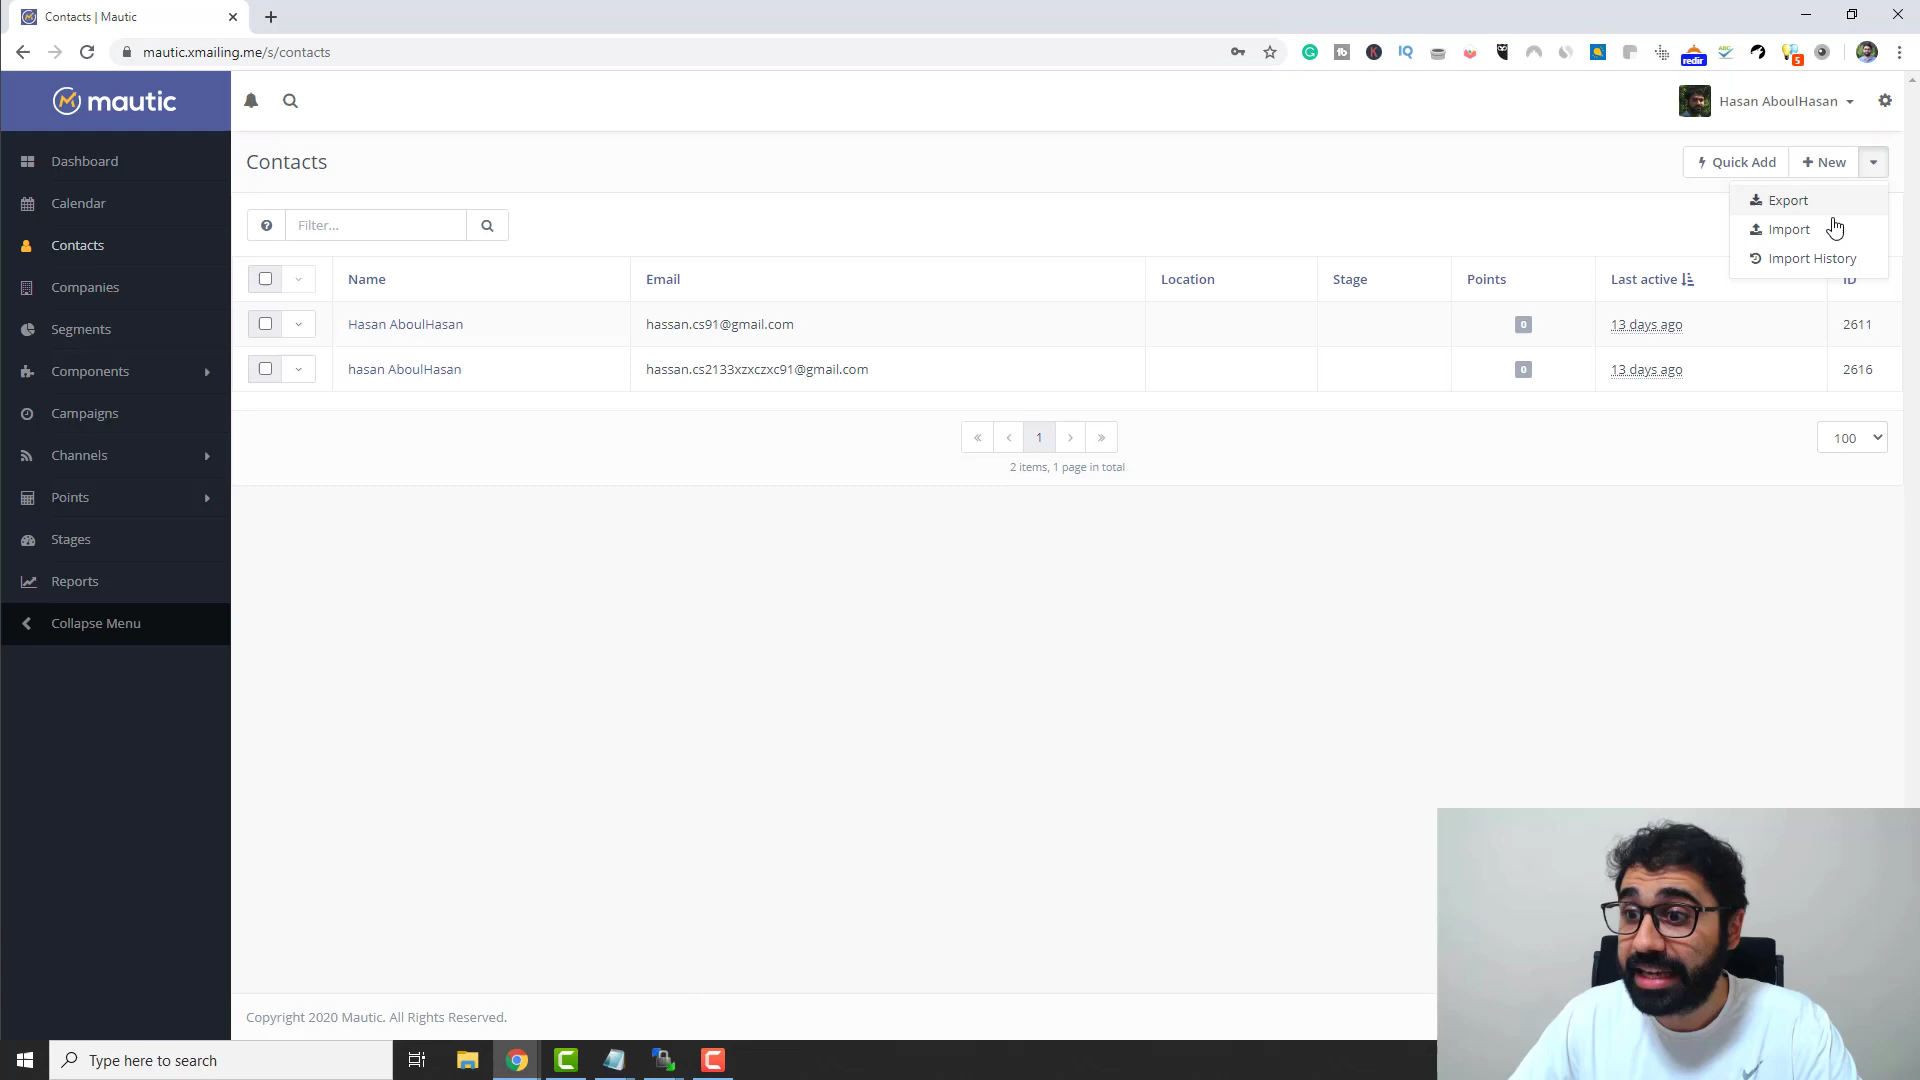 Contacts | Mautic
mautic.xmailing.me/s/contacts
redir
ABC
5
mautic
Hasan AboulHasan
Dashboard
Calendar
Contacts
Companies
Segments
Components
Campaigns
Channels
Points
Stages
Reports
Collapse Menu
Contacts
Quick Add
New
Export
Import
Import History
Filter...
Name Email Location Stage Points Last active ID
Hasan AboulHasan hassan.cs91@gmail.com 0 13 days ago 2611
hasan AboulHasan hassan.cs2133xzxczxc91@gmail.com 0 13 days ago 2616
« ‹ 1 › »
100
2 items, 1 page in total
Copyright 2020 Mautic. All Rights Reserved.
Type here to search